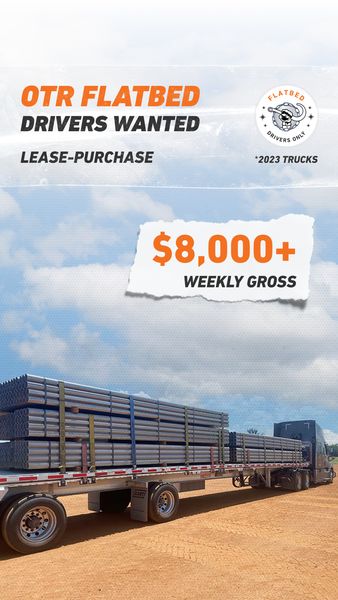 OTR FLATBED
DRIVERS WANTED
LEASE-PURCHASE
FLATBED
DRIVERS ONLY
*2023 TRUCKS
$8,000+
WEEKLY GROSS